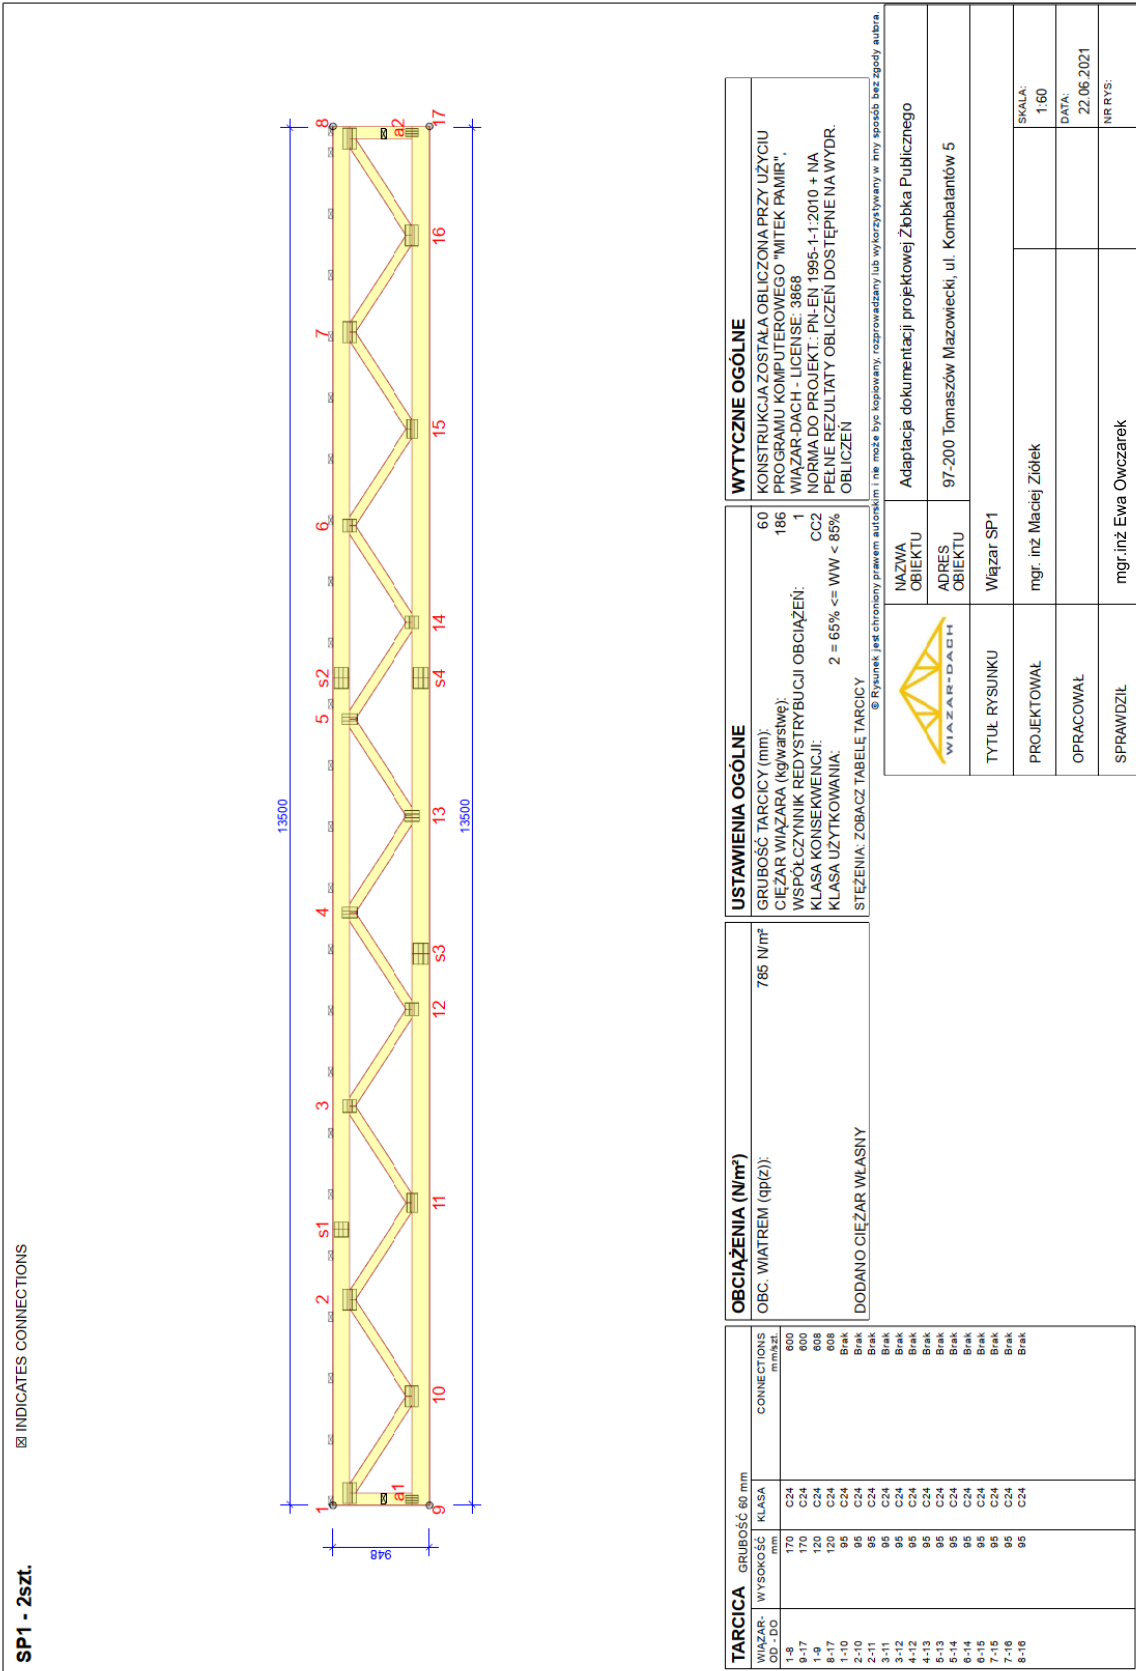 SP1 - 2szt.
☒ INDICATES CONNECTIONS
13500
1 2 s1 3 4 5 s2 6 7 8
a1 a2
948
9 10 11 12 s3 13 s4 14 15 16 17
13500
TARCICA GRUBOŚĆ 60 mm
WIĄZAR- WYSOKOŚĆ KLASA CONNECTIONS
OD - DO mm mm/szt.
1-8 170 C24 600
9-17 170 C24 600
1-9 120 C24 608
8-17 120 C24 608
1-10 95 C24 Brak
2-10 95 C24 Brak
2-11 95 C24 Brak
3-11 95 C24 Brak
3-12 95 C24 Brak
4-12 95 C24 Brak
4-13 95 C24 Brak
5-13 95 C24 Brak
5-14 95 C24 Brak
6-14 95 C24 Brak
6-15 95 C24 Brak
7-15 95 C24 Brak
7-16 95 C24 Brak
8-16 95 C24 Brak
OBCIĄŻENIA (N/m²)
OBC. WIATREM (qp(z)): 785 N/m²
DODANO CIĘŻAR WŁASNY
USTAWIENIA OGÓLNE
GRUBOŚĆ TARCICY (mm): 60
CIĘŻAR WIĄZARA (kg/warstwę): 186
WSPÓŁCZYNNIK REDYSTRYBUCJI OBCIĄŻEŃ: 1
KLASA KONSEKWENCJI: CC2
KLASA UŻYTKOWANIA: 2 = 65% <= WW < 85%
STĘŻENIA: ZOBACZ TABELĘ TARCICY
WYTYCZNE OGÓLNE
KONSTRUKCJA ZOSTAŁA OBLICZONA PRZY UŻYCIU
PROGRAMU KOMPUTEROWEGO "MITEK PAMIR",
WIĄZAR-DACH - LICENSE: 3868
NORMA DO PROJEKT.: PN-EN 1995-1-1:2010 + NA
PEŁNE REZULTATY OBLICZEŃ DOSTĘPNE NA WYDR.
OBLICZEŃ
© Rysunek jest chroniony prawem autorskim i nie może być kopiowany, rozprowadzany lub wykorzystywany w inny sposób bez zgody autora.
WIĄZAR-DACH
NAZWA
OBIEKTU
Adaptacja dokumentacji projektowej Żłobka Publicznego
ADRES
OBIEKTU
97-200 Tomaszów Mazowiecki, ul. Kombatantów 5
TYTUŁ RYSUNKU Wiązar SP1
PROJEKTOWAŁ mgr. inż Maciej Ziółek
SKALA:
1:60
OPRACOWAŁ
DATA:
22.06.2021
SPRAWDZIŁ mgr.inż Ewa Owczarek
NR RYS: